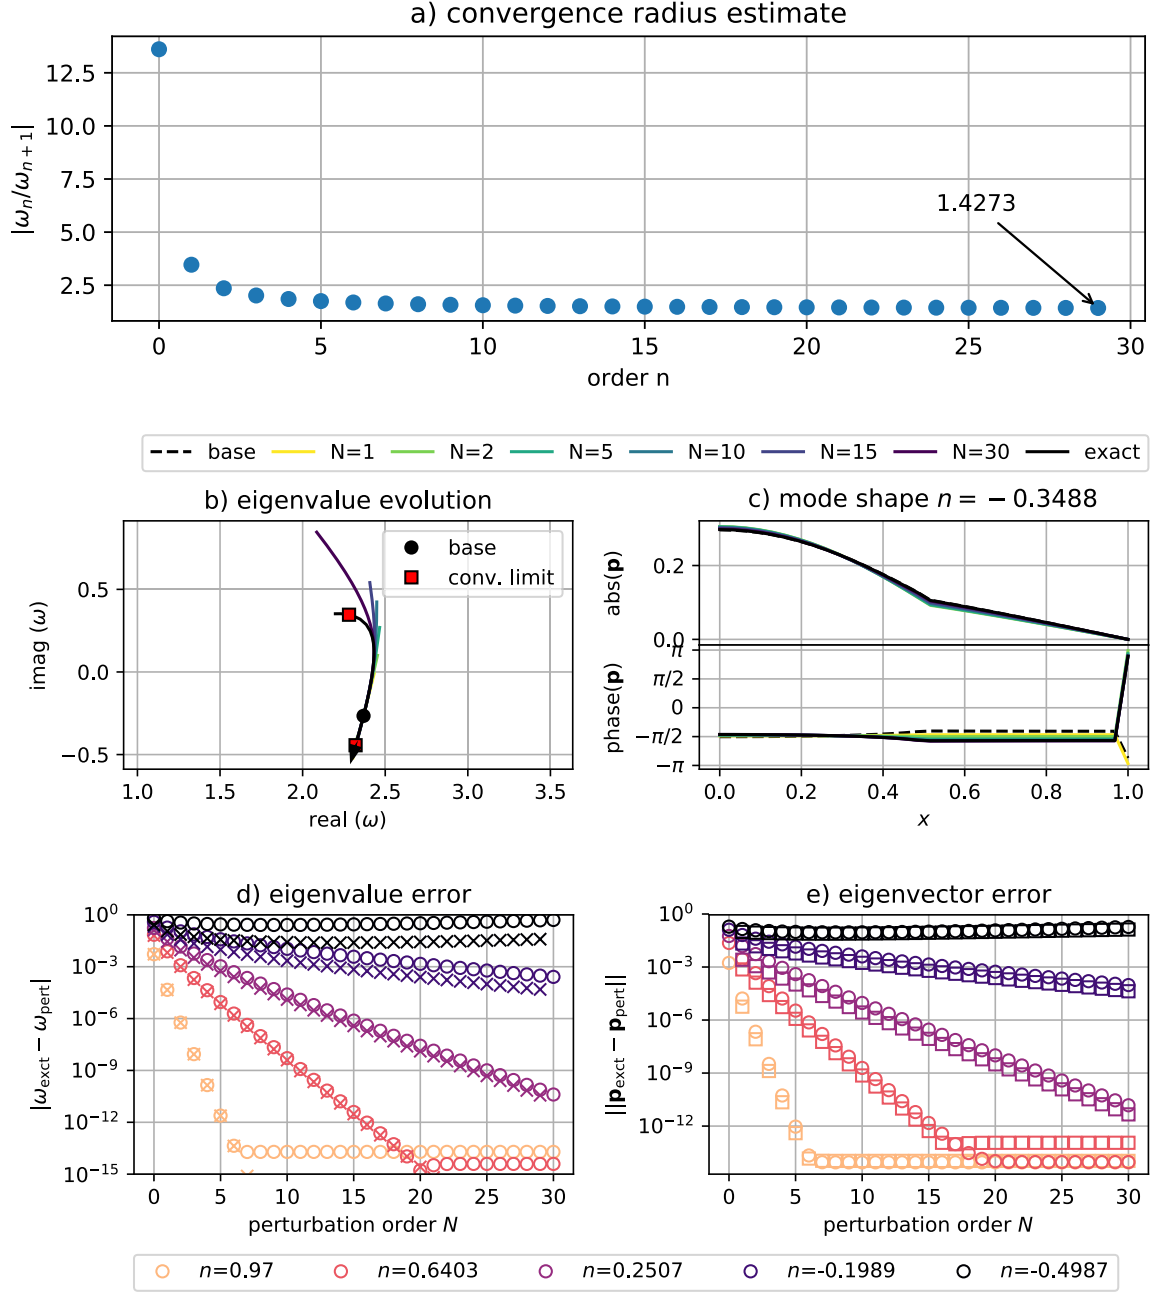 a) convergence radius estimate
12.5
10.0
7.5
5.0
2.5
|ω_n/ω_{n+1}|
1.4273
0 5 10 15 20 25 30
order n
base N=1 N=2 N=5 N=10 N=15 N=30 exact
b) eigenvalue evolution
0.5
0.0
−0.5
imag (ω)
base
conv. limit
1.0 1.5 2.0 2.5 3.0 3.5
real (ω)
c) mode shape n = − 0.3488
0.2
0.0
abs(p)
π
π/2
0
−π/2
−π
phase(p)
0.0 0.2 0.4 0.6 0.8 1.0
x
d) eigenvalue error
10^0
10^−3
10^−6
10^−9
10^−12
10^−15
|ω_exct − ω_pert|
0 5 10 15 20 25 30
perturbation order N
e) eigenvector error
10^0
10^−3
10^−6
10^−9
10^−12
||p_exct − p_pert||
0 5 10 15 20 25 30
perturbation order N
n=0.97 n=0.6403 n=0.2507 n=-0.1989 n=-0.4987